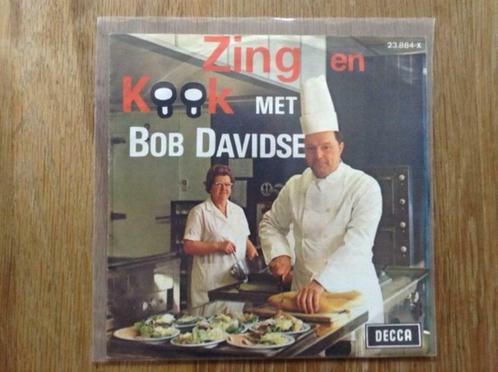 23.884-X
Zing en
Kook MET
BOB DAVIDSE
DECCA